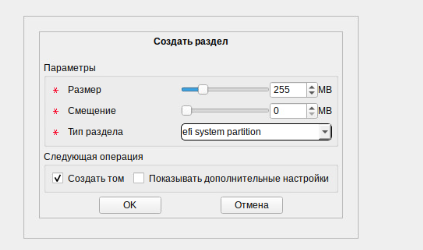 Создать раздел
Параметры
* Размер 255 MB
* Смещение 0 MB
* Тип раздела efi system partition
Следующая операция
Создать том Показывать дополнительные настройки
OK Отмена